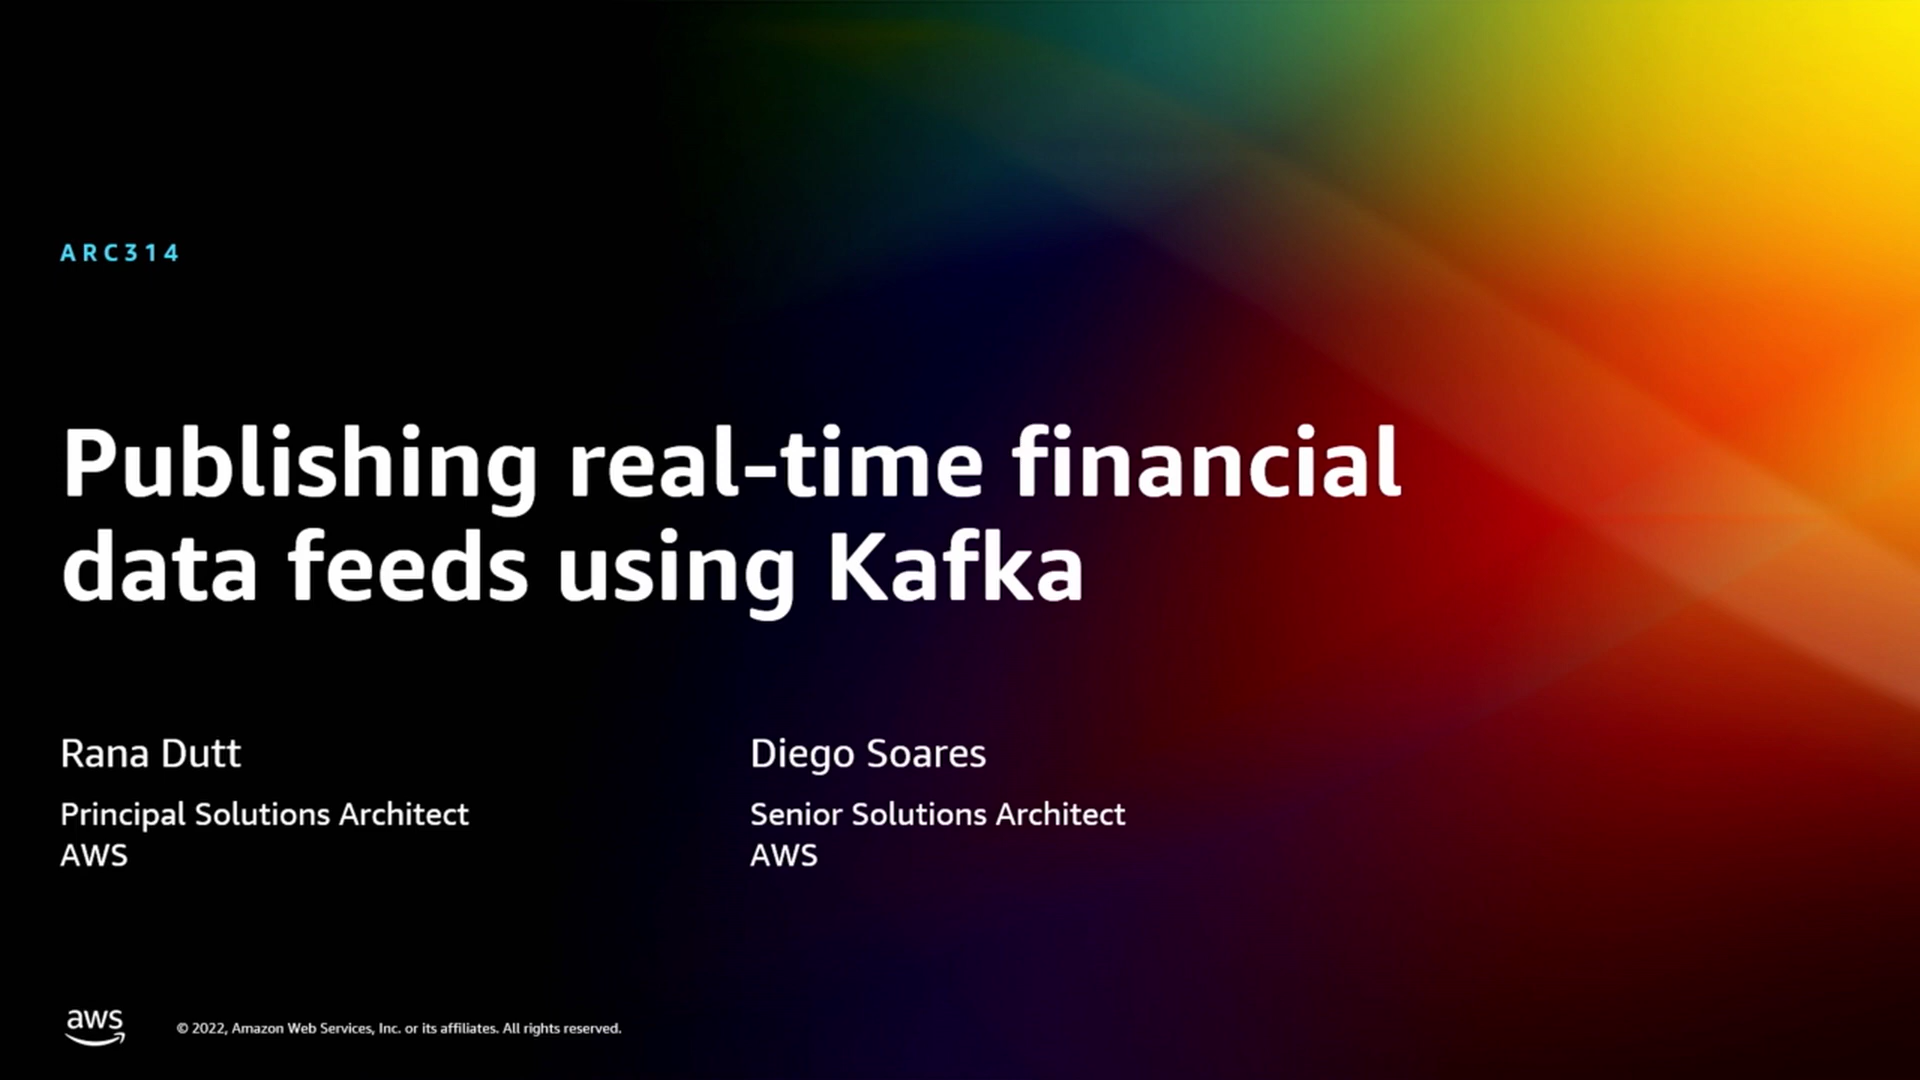 ARC314
Publishing real-time financial
data feeds using Kafka
Rana Dutt
Principal Solutions Architect
AWS
Diego Soares
Senior Solutions Architect
AWS
aws
© 2022, Amazon Web Services, Inc. or its affiliates. All rights reserved.